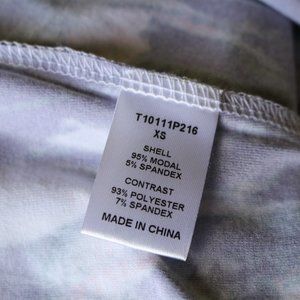 T10111P216
XS
SHELL
95% MODAL
5% SPANDEX
CONTRAST
93% POLYESTER
7% SPANDEX
MADE IN CHINA